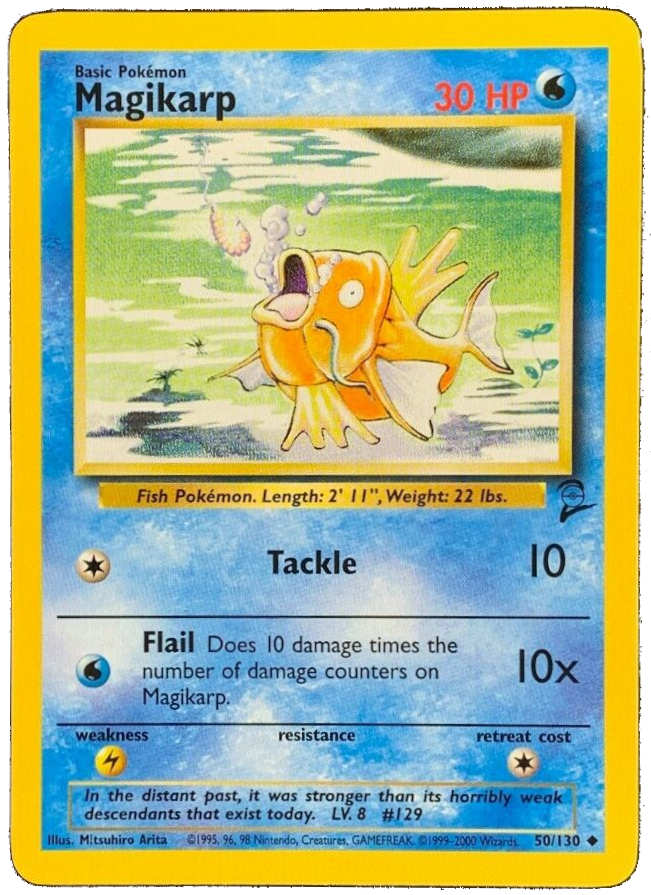 Basic Pokémon
Magikarp 30 HP
Fish Pokémon. Length: 2' 11", Weight: 22 lbs.
Tackle 10
Flail Does 10 damage times the
number of damage counters on
Magikarp.
10x
weakness resistance retreat cost
In the distant past, it was stronger than its horribly weak
descendants that exist today. LV. 8 #129
Illus. Mitsuhiro Arita ©1995, 96, 98 Nintendo, Creatures, GAMEFREAK. ©1999-2000 Wizards. 50/130